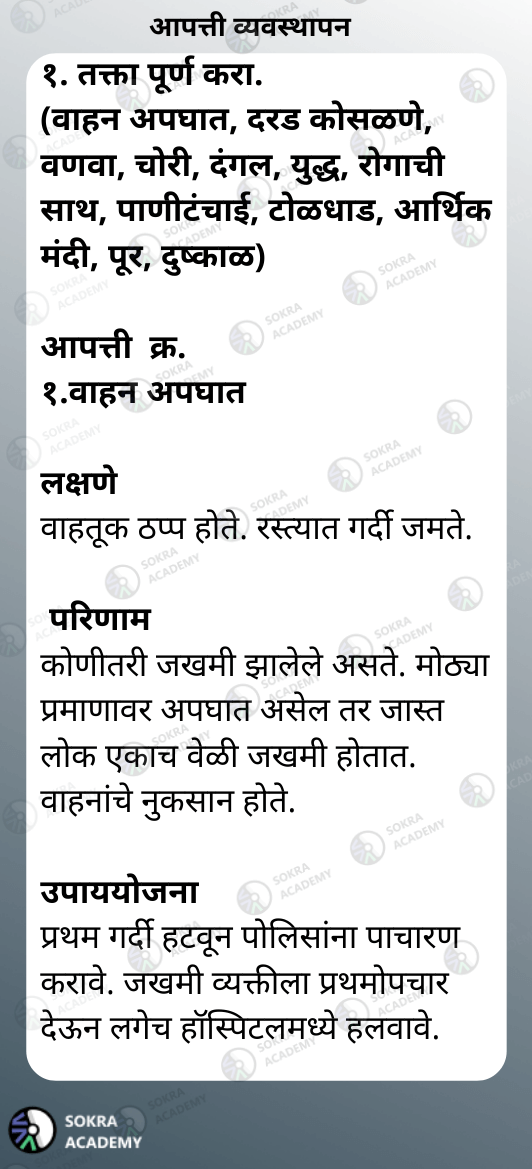 आपत्ती व्यवस्थापन
१. तक्ता पूर्ण करा.
(वाहन अपघात, दरड कोसळणे,
वणवा, चोरी, दंगल, युद्ध, रोगाची
साथ, पाणीटंचाई, टोळधाड, आर्थिक
मंदी, पूर, दुष्काळ)
आपत्ती क्र.
१.वाहन अपघात
लक्षणे
वाहतूक ठप्प होते. रस्त्यात गर्दी जमते.
परिणाम
कोणीतरी जखमी झालेले असते. मोठ्या
प्रमाणावर अपघात असेल तर जास्त
लोक एकाच वेळी जखमी होतात.
वाहनांचे नुकसान होते.
उपाययोजना
प्रथम गर्दी हटवून पोलिसांना पाचारण
करावे. जखमी व्यक्तीला प्रथमोपचार
देऊन लगेच हॉस्पिटलमध्ये हलवावे.
SOKRA
ACADEMY